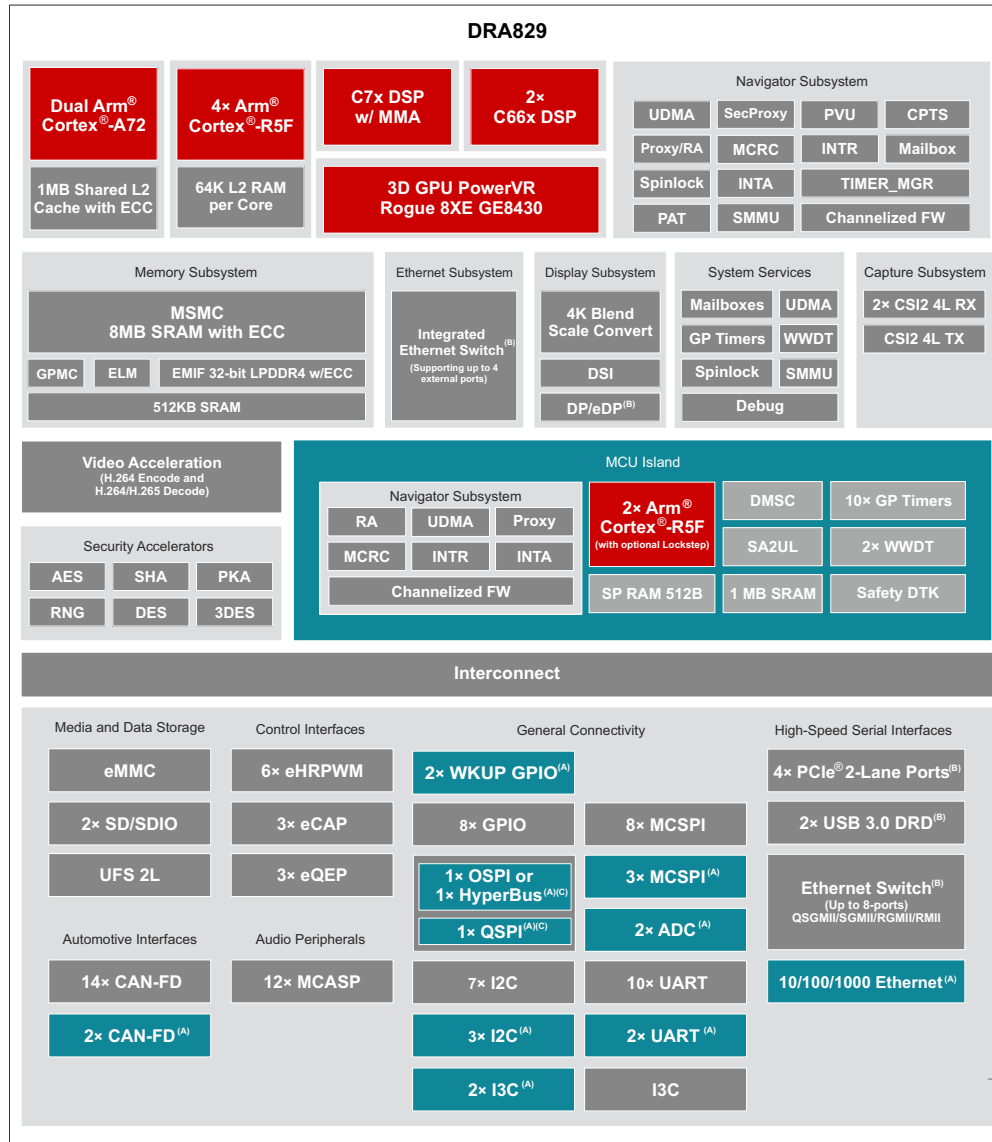 DRA829
Dual Arm®
Cortex®-A72
1MB Shared L2
Cache with ECC
4× Arm®
Cortex®-R5F
64K L2 RAM
per Core
C7x DSP
w/ MMA
2×
C66x DSP
3D GPU PowerVR
Rogue 8XE GE8430
Navigator Subsystem
UDMA
SecProxy
PVU
CPTS
Proxy/RA
MCRC
INTR
Mailbox
Spinlock
INTA
TIMER_MGR
PAT
SMMU
Channelized FW
Memory Subsystem
MSMC
8MB SRAM with ECC
GPMC
ELM
EMIF 32-bit LPDDR4 w/ECC
512KB SRAM
Ethernet Subsystem
Integrated
Ethernet Switch(B)
(Supporting up to 4
external ports)
Display Subsystem
4K Blend
Scale Convert
DSI
DP/eDP(B)
System Services
Mailboxes
UDMA
GP Timers
WWDT
Spinlock
SMMU
Debug
Capture Subsystem
2× CSI2 4L RX
CSI2 4L TX
Video Acceleration
(H.264 Encode and
H.264/H.265 Decode)
Security Accelerators
AES
SHA
PKA
RNG
DES
3DES
MCU Island
Navigator Subsystem
RA
UDMA
Proxy
MCRC
INTR
INTA
Channelized FW
2× Arm®
Cortex®-R5F
(with optional Lockstep)
DMSC
10× GP Timers
SA2UL
2× WWDT
SP RAM 512B
1 MB SRAM
Safety DTK
Interconnect
Media and Data Storage
eMMC
2× SD/SDIO
UFS 2L
Automotive Interfaces
14× CAN-FD
2× CAN-FD(A)
Control Interfaces
6× eHRPWM
3× eCAP
3× eQEP
Audio Peripherals
12× MCASP
General Connectivity
2× WKUP GPIO(A)
8× GPIO
8× MCSPI
1× OSPI or
1× HyperBus(A)(C)
1× QSPI(A)(C)
3× MCSPI(A)
2× ADC(A)
7× I2C
10× UART
3× I2C(A)
2× UART(A)
2× I3C(A)
I3C
High-Speed Serial Interfaces
4× PCIe® 2-Lane Ports(B)
2× USB 3.0 DRD(B)
Ethernet Switch(B)
(Up to 8-ports)
QSGMII/SGMII/RGMII/RMII
10/100/1000 Ethernet(A)